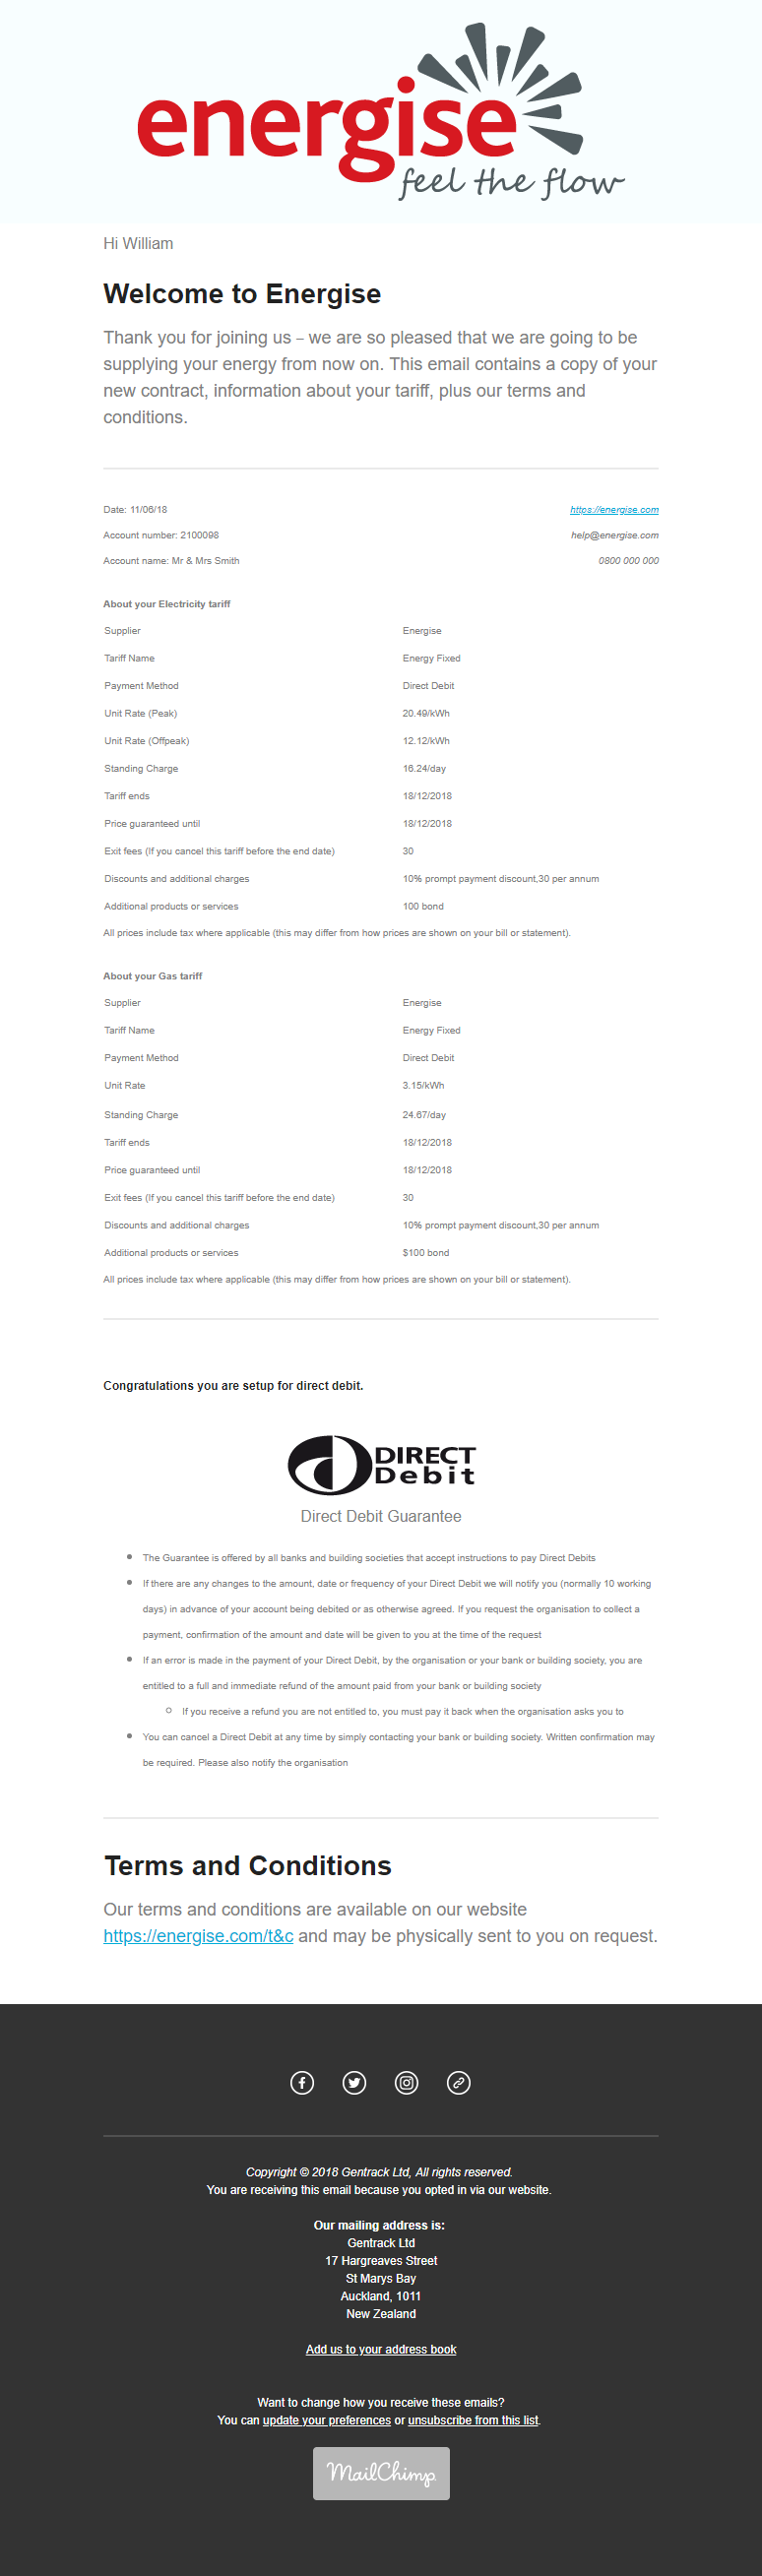 energise
feel the flow
Hi William
Welcome to Energise
Thank you for joining us – we are so pleased that we are going to be
supplying your energy from now on. This email contains a copy of your
new contract, information about your tariff, plus our terms and
conditions.
Date: 11/06/18 https://energise.com
Account number: 2100098 help@energise.com
Account name: Mr & Mrs Smith 0800 000 000
About your Electricity tariff
Supplier Energise
Tariff Name Energy Fixed
Payment Method Direct Debit
Unit Rate (Peak) 20.49/kWh
Unit Rate (Offpeak) 12.12/kWh
Standing Charge 16.24/day
Tariff ends 18/12/2018
Price guaranteed until 18/12/2018
Exit fees (If you cancel this tariff before the end date) 30
Discounts and additional charges 10% prompt payment discount,30 per annum
Additional products or services 100 bond
All prices include tax where applicable (this may differ from how prices are shown on your bill or statement).
About your Gas tariff
Supplier Energise
Tariff Name Energy Fixed
Payment Method Direct Debit
Unit Rate 3.15/kWh
Standing Charge 24.67/day
Tariff ends 18/12/2018
Price guaranteed until 18/12/2018
Exit fees (If you cancel this tariff before the end date) 30
Discounts and additional charges 10% prompt payment discount,30 per annum
Additional products or services $100 bond
All prices include tax where applicable (this may differ from how prices are shown on your bill or statement).
Congratulations you are setup for direct debit.
DIRECT
Debit
Direct Debit Guarantee
• The Guarantee is offered by all banks and building societies that accept instructions to pay Direct Debits
• If there are any changes to the amount, date or frequency of your Direct Debit we will notify you (normally 10 working
days) in advance of your account being debited or as otherwise agreed. If you request the organisation to collect a
payment, confirmation of the amount and date will be given to you at the time of the request
• If an error is made in the payment of your Direct Debit, by the organisation or your bank or building society, you are
entitled to a full and immediate refund of the amount paid from your bank or building society
○ If you receive a refund you are not entitled to, you must pay it back when the organisation asks you to
• You can cancel a Direct Debit at any time by simply contacting your bank or building society. Written confirmation may
be required. Please also notify the organisation
Terms and Conditions
Our terms and conditions are available on our website
https://energise.com/t&c and may be physically sent to you on request.
Copyright © 2018 Gentrack Ltd, All rights reserved.
You are receiving this email because you opted in via our website.
Our mailing address is:
Gentrack Ltd
17 Hargreaves Street
St Marys Bay
Auckland, 1011
New Zealand
Add us to your address book
Want to change how you receive these emails?
You can update your preferences or unsubscribe from this list.
MailChimp